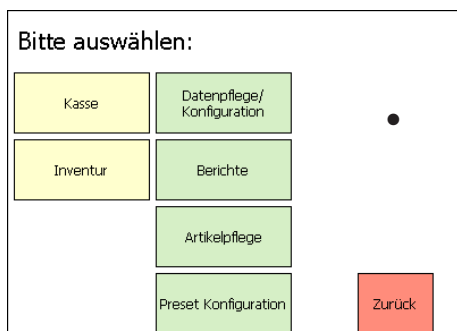 Bitte auswählen:
Kasse
Datenpflege/
Konfiguration
Inventur
Berichte
Artikelpflege
Preset Konfiguration
Zurück